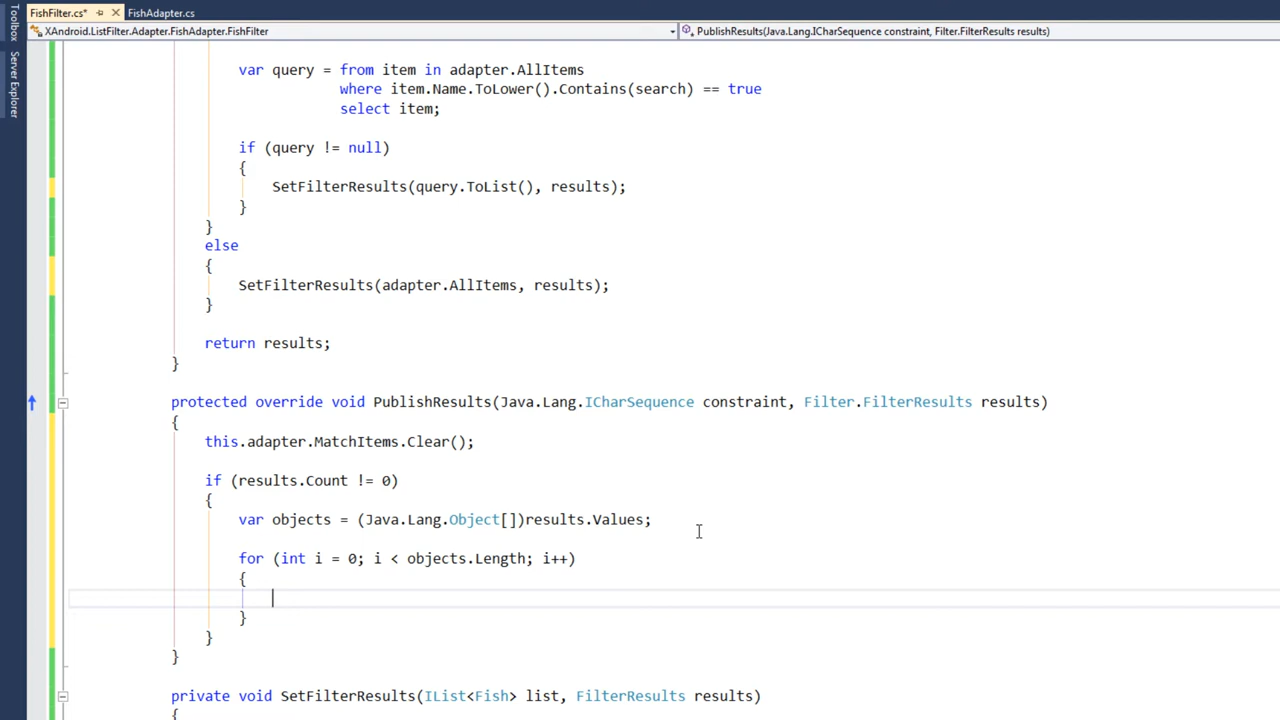 FishFilter.cs*
FishAdapter.cs
Toolbox
Server Explorer
XAndroid.ListFilter.Adapter.FishAdapter.FishFilter
PublishResults(Java.Lang.ICharSequence constraint, Filter.FilterResults results)
var query = from item in adapter.AllItems
where item.Name.ToLower().Contains(search) == true
select item;
if (query != null)
{
SetFilterResults(query.ToList(), results);
}
}
else
{
SetFilterResults(adapter.AllItems, results);
}
return results;
}
protected override void PublishResults(Java.Lang.ICharSequence constraint, Filter.FilterResults results)
{
this.adapter.MatchItems.Clear();
if (results.Count != 0)
{
var objects = (Java.Lang.Object[])results.Values;
for (int i = 0; i < objects.Length; i++)
{
}
}
}
private void SetFilterResults(IList<Fish> list, FilterResults results)
{